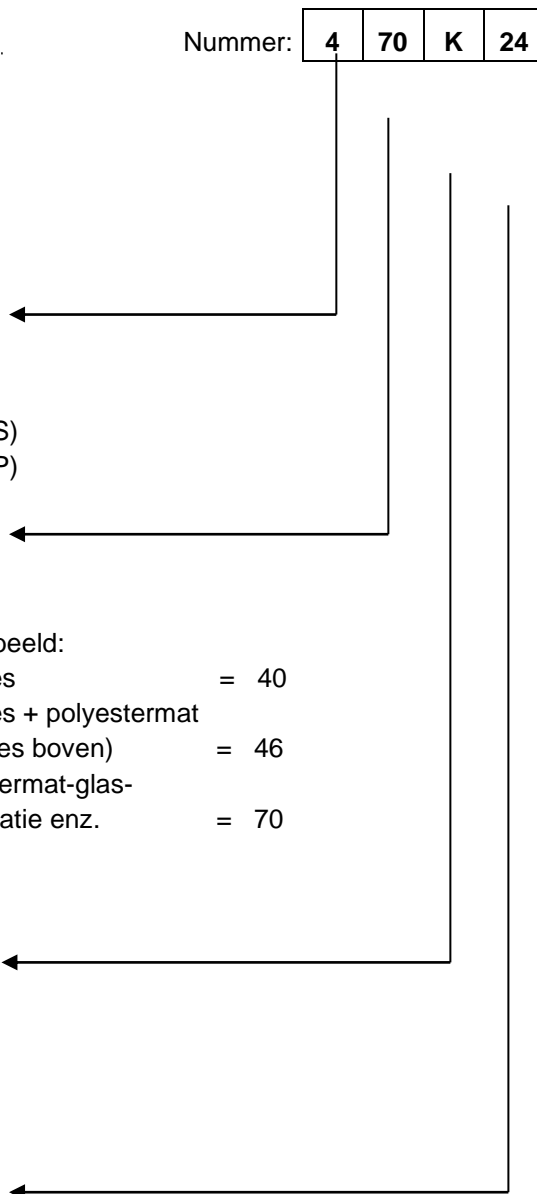 Nummer: 4 70 K 24
S)
P)
beeld:
es = 40
es + polyestermat
es boven) = 46
ermat-glas-
atie enz. = 70